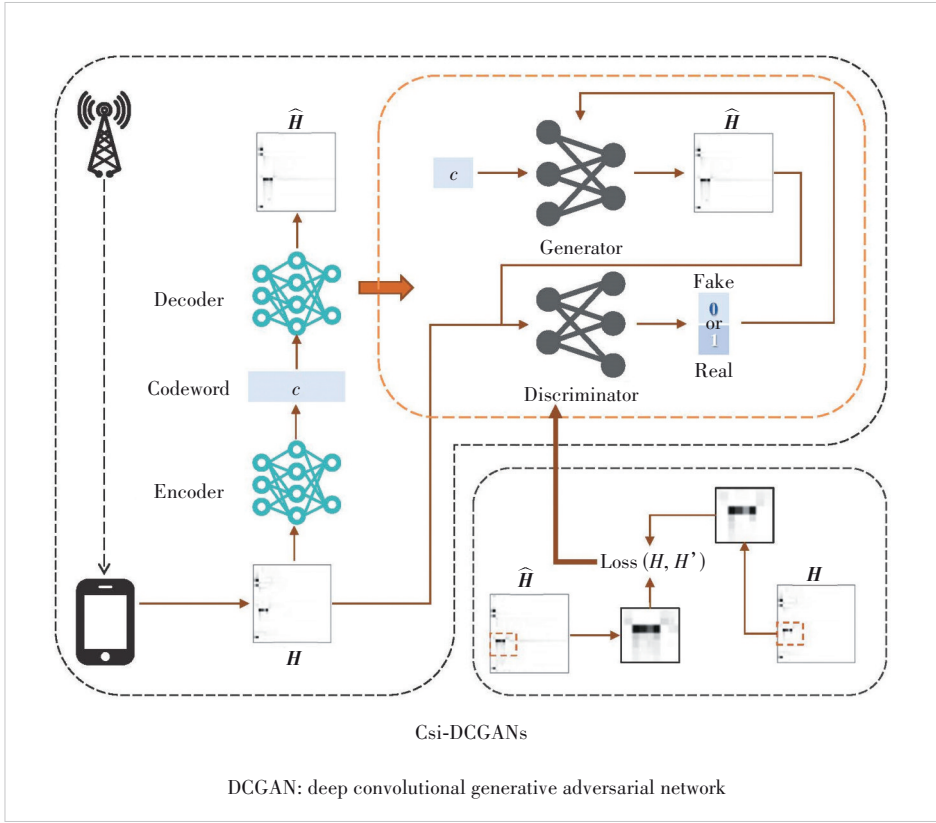 Ĥ
Ĥ
c
Generator
Decoder
Fake
0
or
1
Real
Codeword
c
Discriminator
Encoder
Loss (H, H’)
Ĥ
H
H
Csi-DCGANs
DCGAN: deep convolutional generative adversarial network